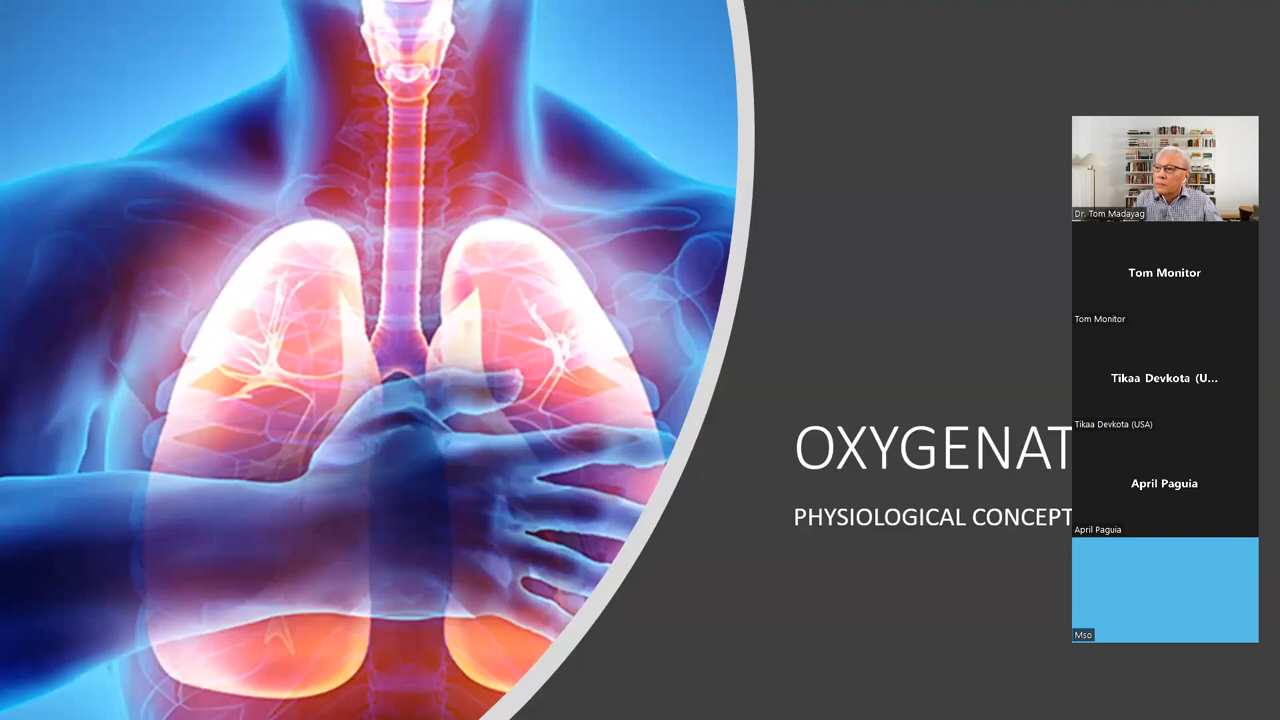 OXYGENAT
PHYSIOLOGICAL CONCEPT
Dr. Tom Madayag
Tom Monitor
Tom Monitor
Tikaa Devkota (U...
Tikaa Devkota (USA)
April Paguia
April Paguia
Mso